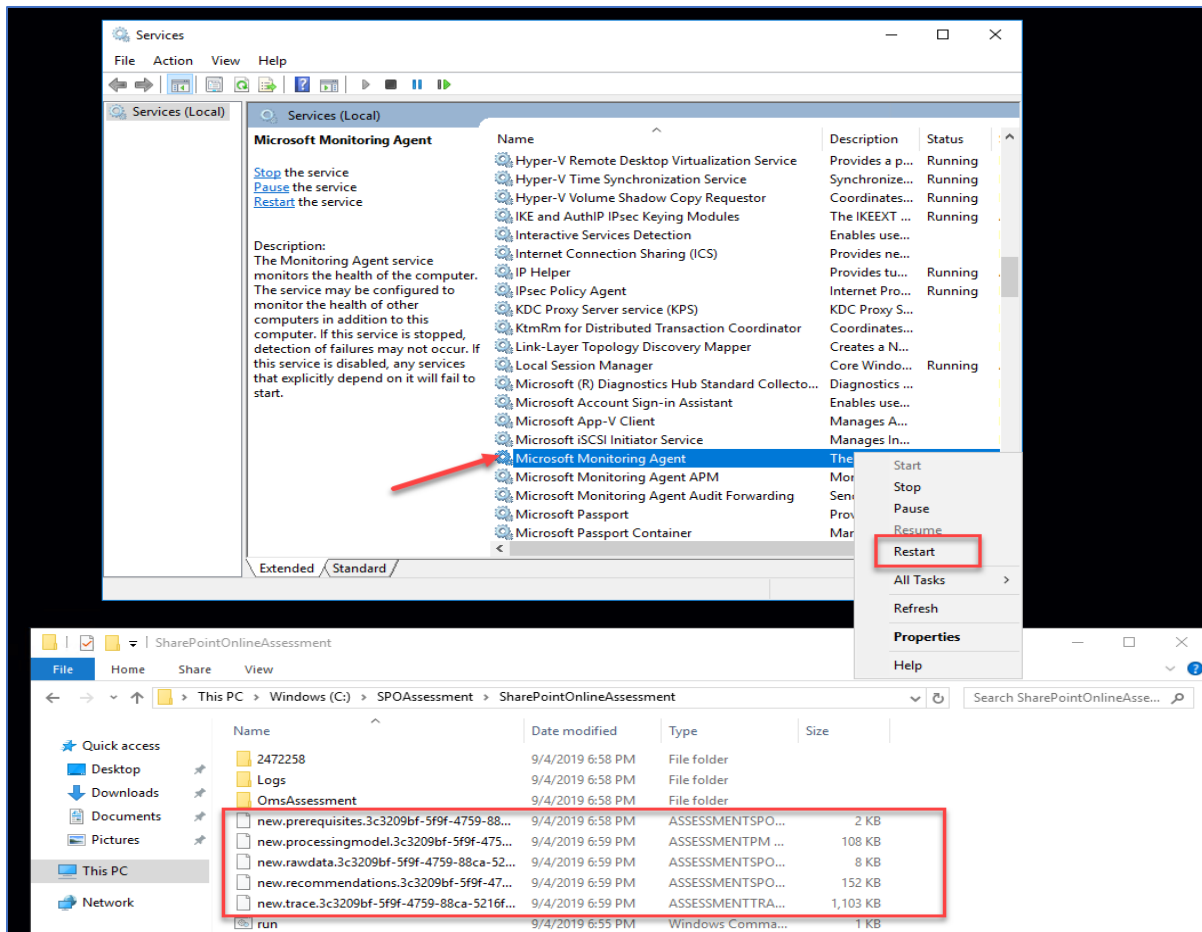 Services
File Action View Help
Services (Local)
Services (Local)
Microsoft Monitoring Agent
Stop the service
Pause the service
Restart the service
Description:
The Monitoring Agent service
monitors the health of the computer.
The service may be configured to
monitor the health of other
computers in addition to this
computer. If this service is stopped,
detection of failures may not occur. If
this service is disabled, any services
that explicitly depend on it will fail to
start.
Name Description Status
Hyper-V Remote Desktop Virtualization Service Provides a p... Running
Hyper-V Time Synchronization Service Synchronize... Running
Hyper-V Volume Shadow Copy Requestor Coordinates... Running
IKE and AuthIP IPsec Keying Modules The IKEEXT ... Running
Interactive Services Detection Enables use...
Internet Connection Sharing (ICS) Provides ne...
IP Helper Provides tu... Running
IPsec Policy Agent Internet Pro... Running
KDC Proxy Server service (KPS) KDC Proxy S...
KtmRm for Distributed Transaction Coordinator Coordinates...
Link-Layer Topology Discovery Mapper Creates a N...
Local Session Manager Core Windo... Running
Microsoft (R) Diagnostics Hub Standard Collecto... Diagnostics ...
Microsoft Account Sign-in Assistant Enables use...
Microsoft App-V Client Manages A...
Microsoft iSCSI Initiator Service Manages In...
Microsoft Monitoring Agent The
Microsoft Monitoring Agent APM Mor
Microsoft Monitoring Agent Audit Forwarding Sen
Microsoft Passport Prov
Microsoft Passport Container Mar
Extended Standard
Start
Stop
Pause
Resume
Restart
All Tasks
Refresh
Properties
Help
SharePointOnlineAssessment
File Home Share View
This PC > Windows (C:) > SPOAssessment > SharePointOnlineAssessment
Search SharePointOnlineAsse...
Quick access
Desktop
Downloads
Documents
Pictures
This PC
Network
Name Date modified Type Size
2472258 9/4/2019 6:58 PM File folder
Logs 9/4/2019 6:58 PM File folder
OmsAssessment 9/4/2019 6:58 PM File folder
new.prerequisites.3c3209bf-5f9f-4759-88... 9/4/2019 6:58 PM ASSESSMENTSPO... 2 KB
new.processingmodel.3c3209bf-5f9f-475... 9/4/2019 6:59 PM ASSESSMENTPM ... 108 KB
new.rawdata.3c3209bf-5f9f-4759-88ca-52... 9/4/2019 6:59 PM ASSESSMENTSPO... 8 KB
new.recommendations.3c3209bf-5f9f-47... 9/4/2019 6:59 PM ASSESSMENTSPO... 152 KB
new.trace.3c3209bf-5f9f-4759-88ca-5216f... 9/4/2019 6:59 PM ASSESSMENTTRA... 1,103 KB
run 9/4/2019 6:55 PM Windows Comma... 1 KB